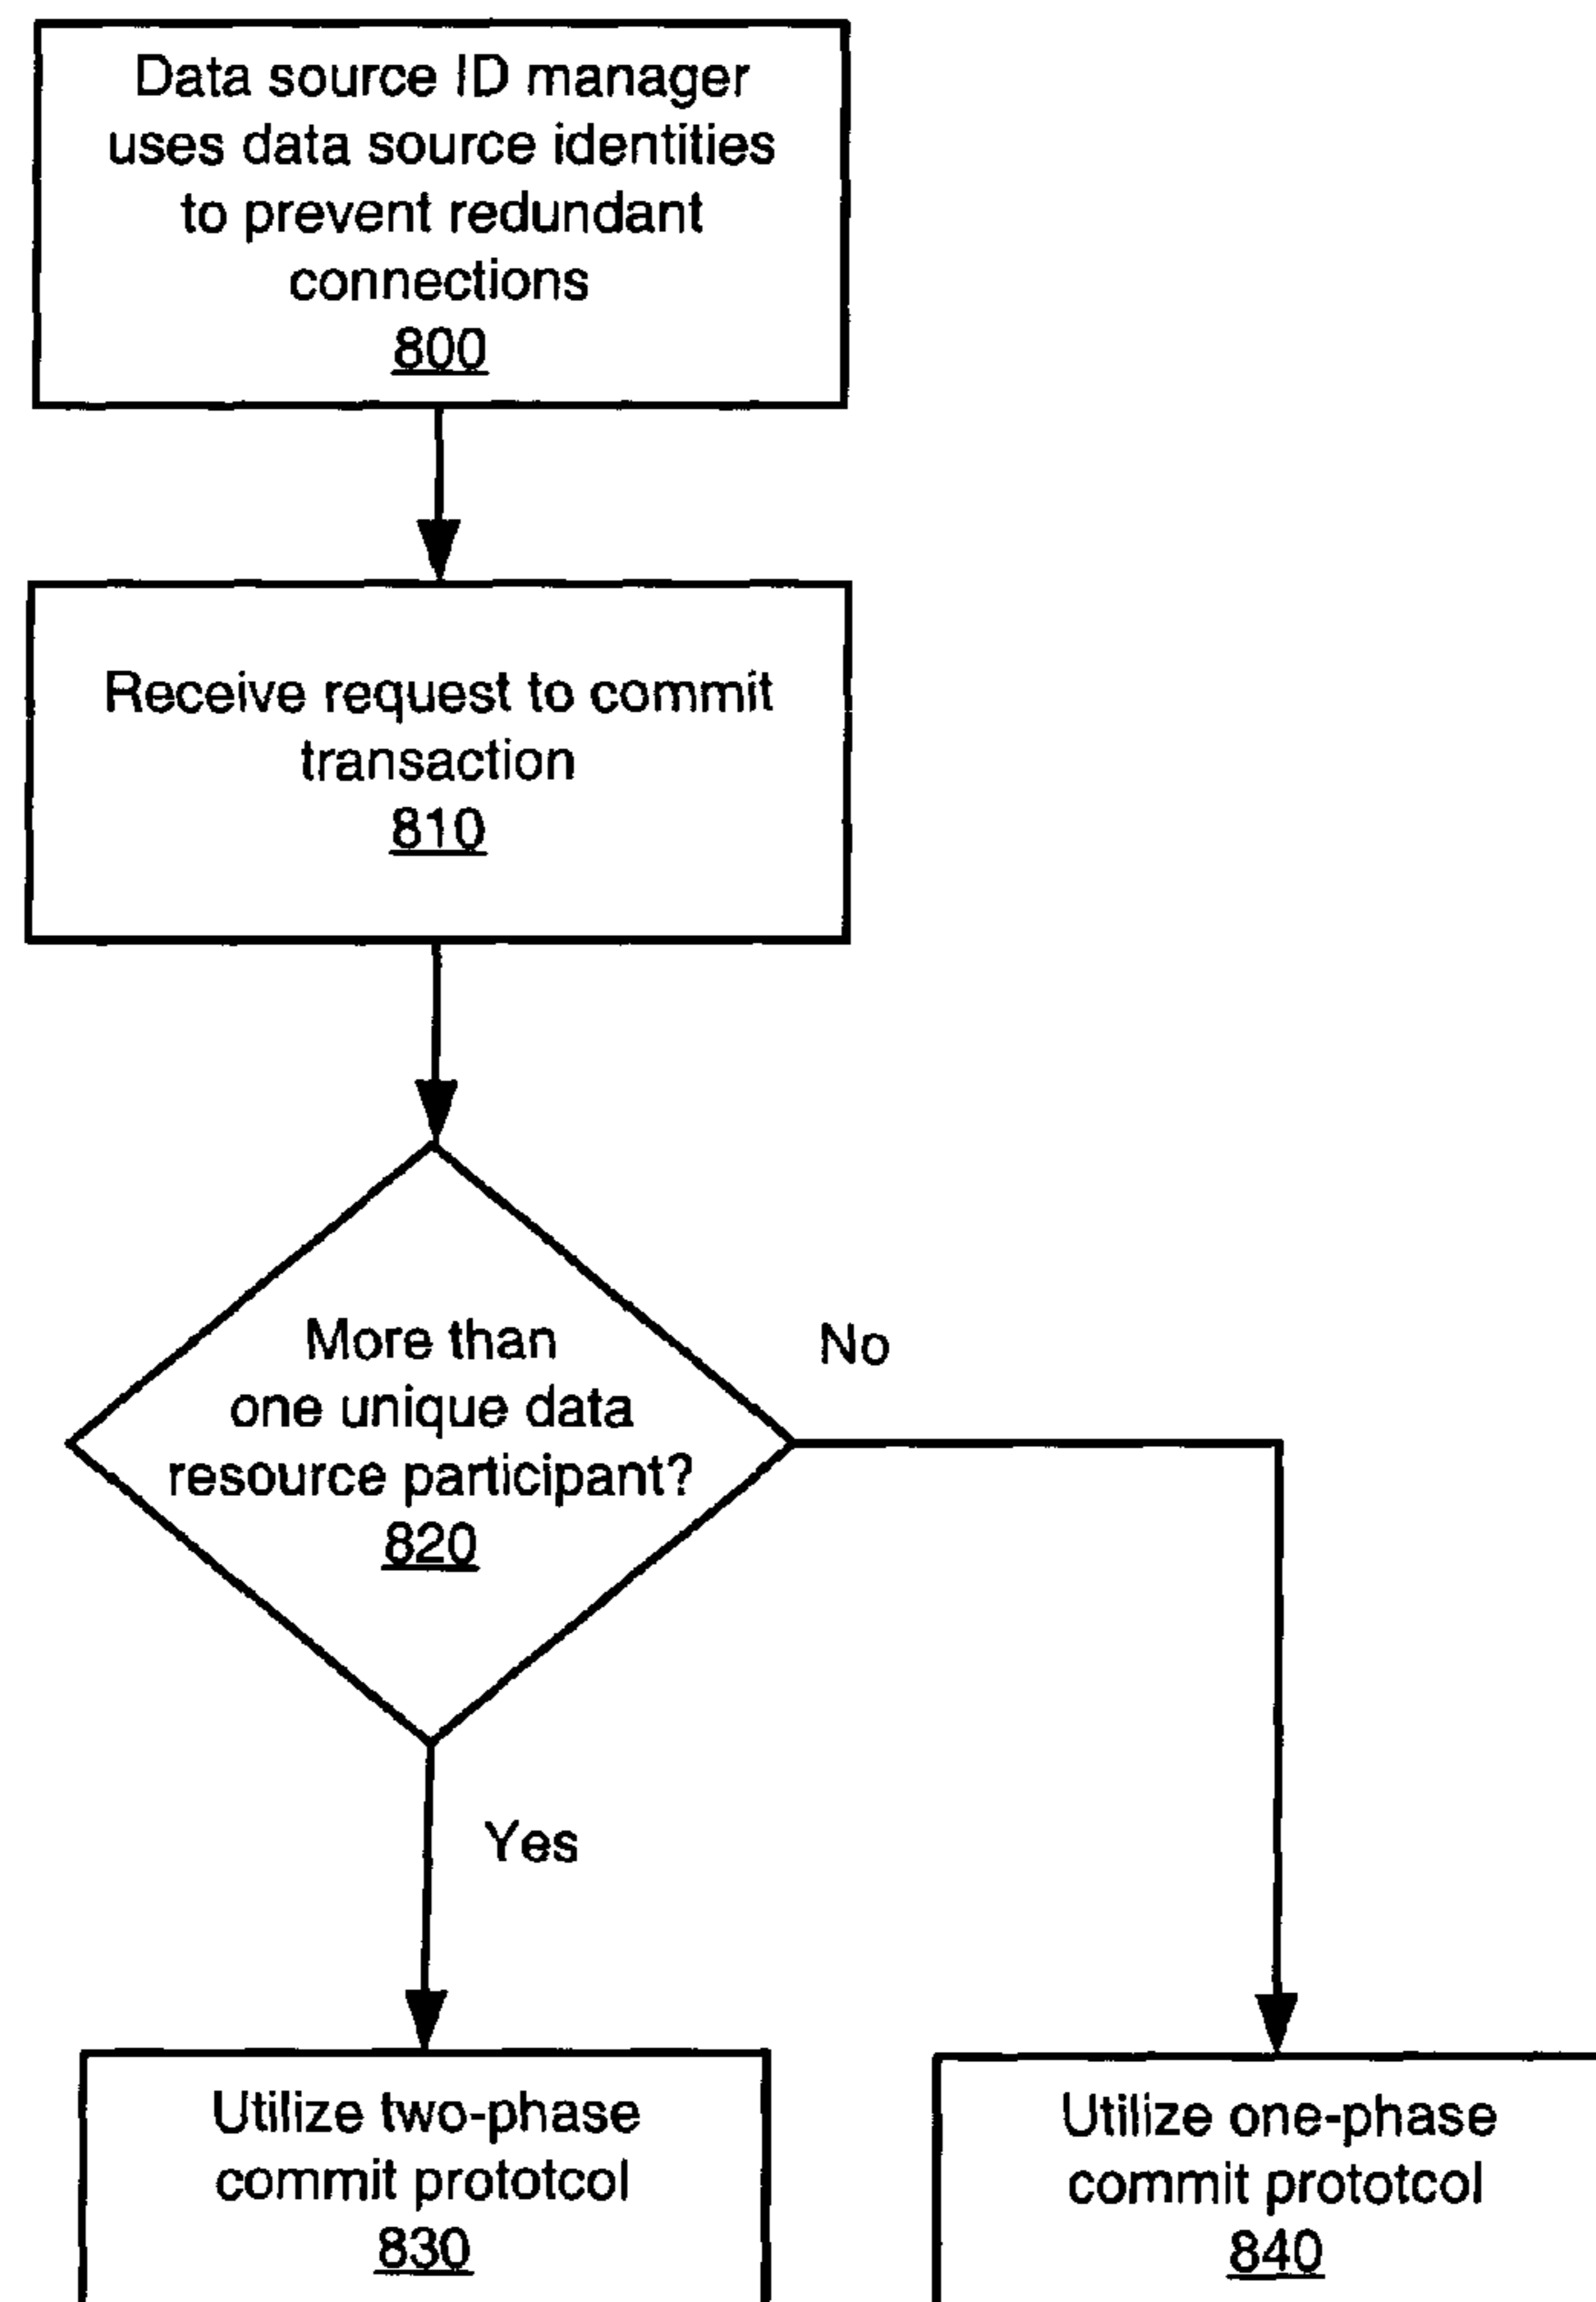 Data source ID manager
uses data source identities
to prevent redundant
connections
800
Receive request to commit
transaction
810
More than
one unique data
resource participant?
820
No
Yes
Utilize two-phase
commit prototcol
830
Utilize one-phase
commit prototcol
840